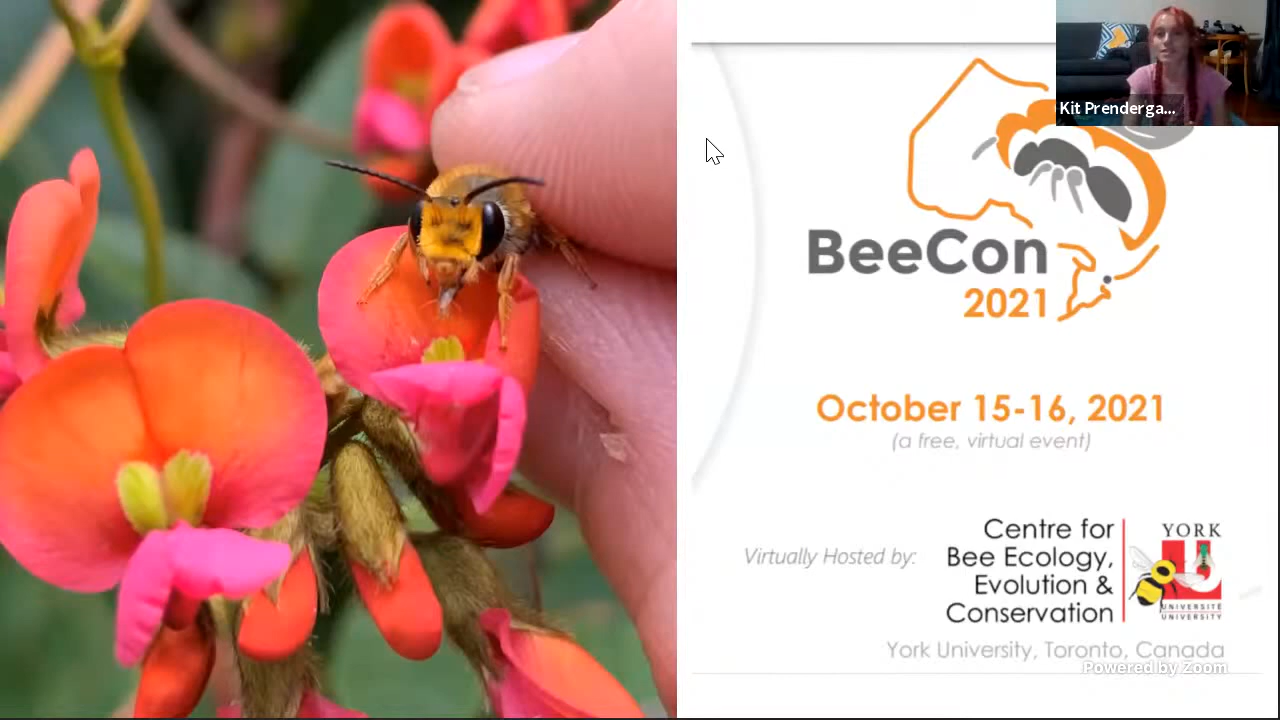 Kit Prenderga...
BeeCon
2021
October 15-16, 2021
(a free, virtual event)
Virtually Hosted by:
Centre for
Bee Ecology,
Evolution &
Conservation
YORK
U
UNIVERSITÉ
UNIVERSITY
York University, Toronto, Canada
Powered by Zoom